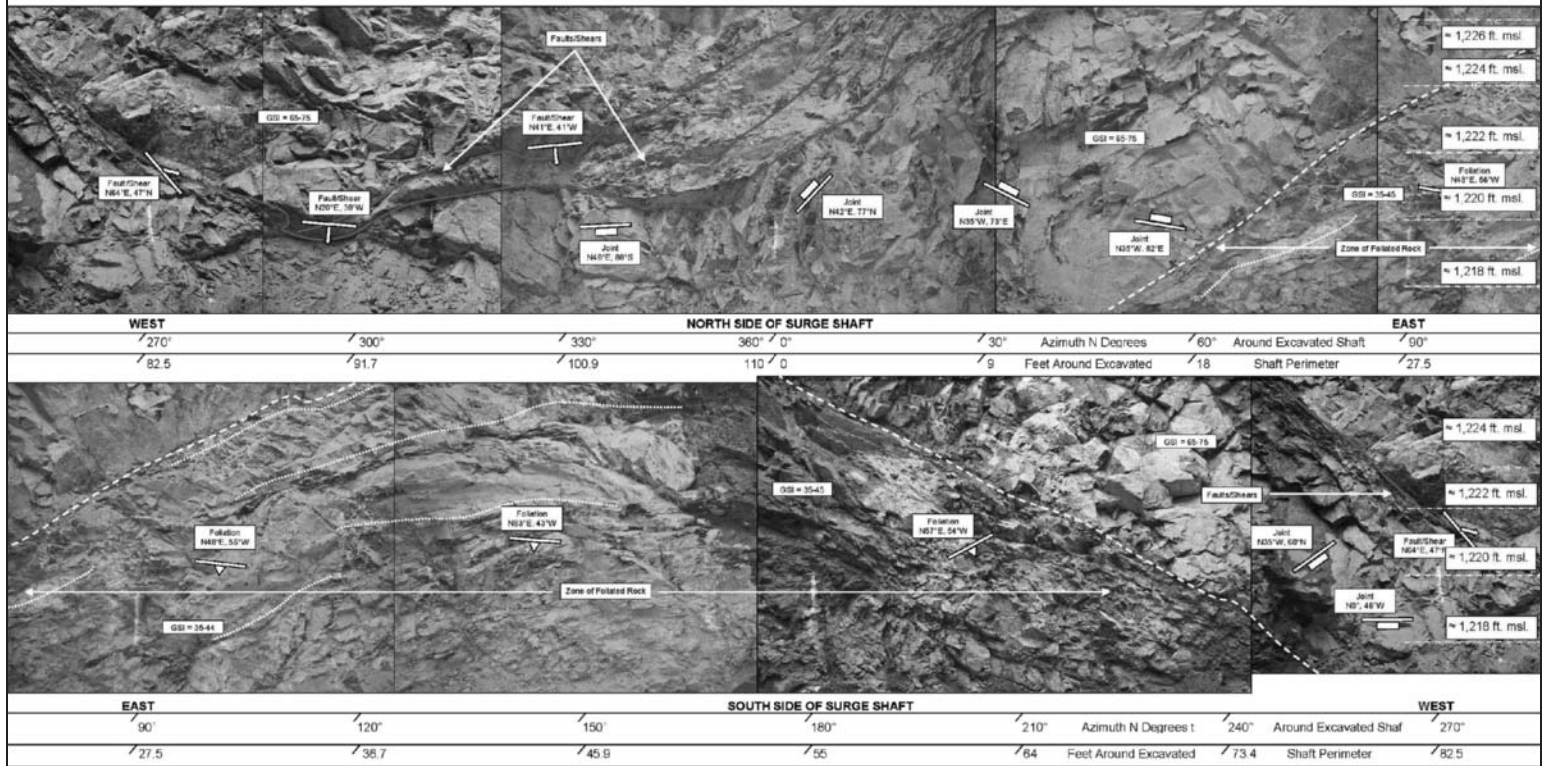 ≈ 1,226 ft. msl.
Faults/Shears
≈ 1,224 ft. msl.
GSI = 65-75
Fault/Shear
N41°E, 41°W
≈ 1,222 ft. msl.
GSI = 65-75
Fault/Shear
N64°E, 47°N
Foliation
N48°E, 56°W
GSI = 35-45
≈ 1,220 ft. msl.
Fault/Shear
N20°E, 38°W
Joint
N42°E, 77°N
Joint
N35°W, 73°E
Joint
N35°W, 82°E
Joint
Zone of Foliated Rock
≈ 1,218 ft. msl.
WEST NORTH SIDE OF SURGE SHAFT EAST
270° 300° 330° 360° 0° 30° Azimuth N Degrees 60° Around Excavated Shaft 90°
82.5 91.7 100.9 110 0 9 Feet Around Excavated 18 Shaft Perimeter 27.5
≈ 1,224 ft. msl.
GSI = 65-75
GSI = 35-45
Faults/Shears
≈ 1,222 ft. msl.
Foliation
Foliation
Foliation
N57°E, 54°W
Joint
N35°W, 60°N
Fault/Shear
N64°E, 47°
≈ 1,220 ft. msl.
Zone of Foliated Rock
Joint
N0°, 46°W
GSI = 35-44
≈ 1,218 ft. msl.
EAST SOUTH SIDE OF SURGE SHAFT WEST
90° 120° 150° 180° 210° Azimuth N Degrees t 240° Around Excavated Shaf 270°
27.5 36.7 45.9 55 64 Feet Around Excavated 73.4 Shaft Perimeter 82.5